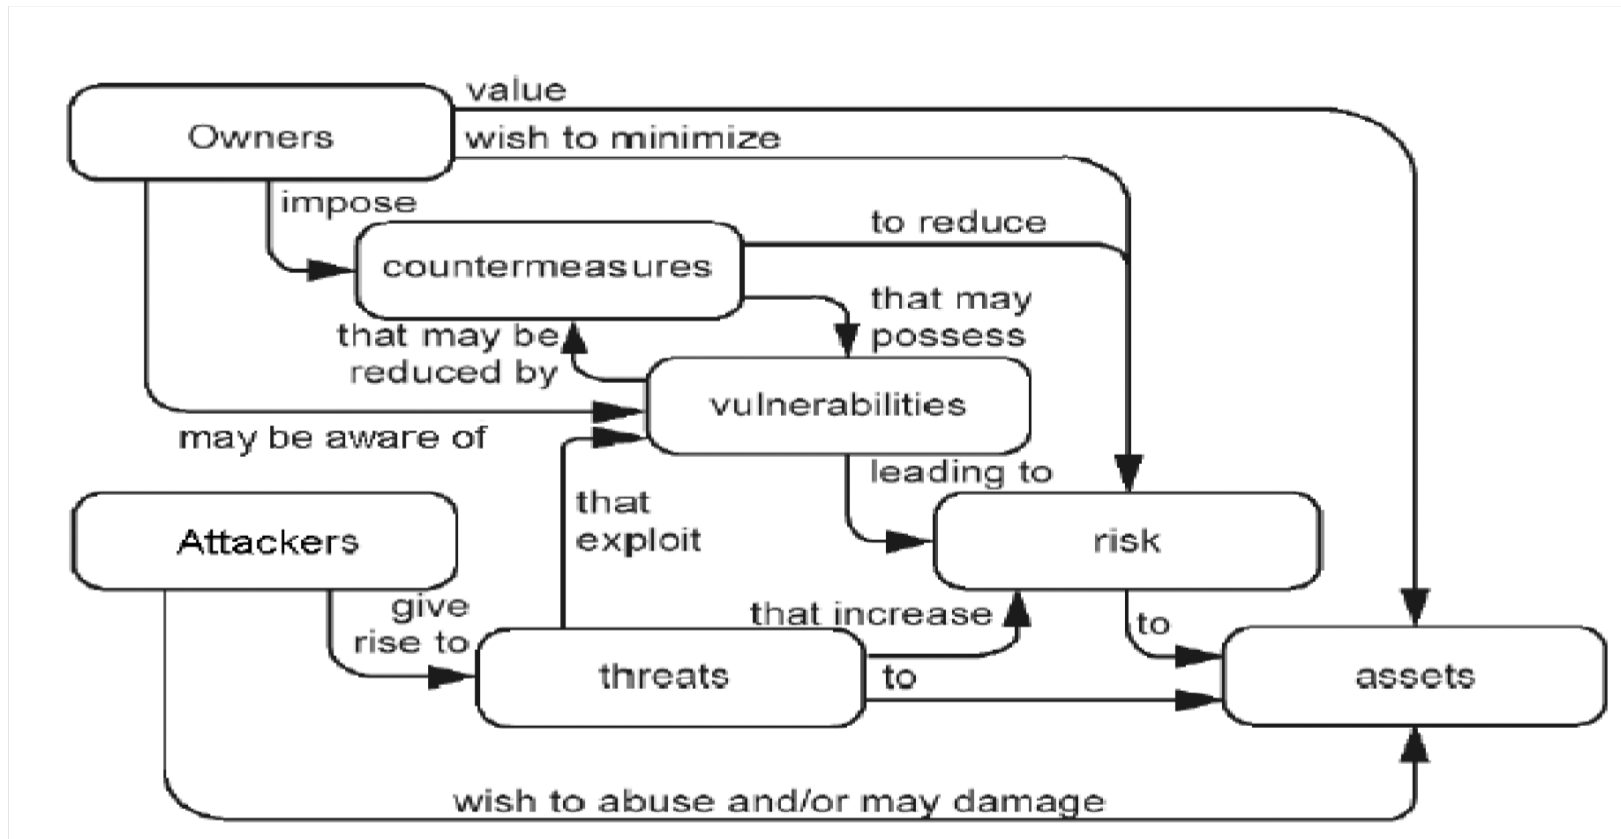 value
Owners
wish to minimize
impose
to reduce
countermeasures
that may
possess
that may be
reduced by
vulnerabilities
may be aware of
leading to
that
exploit
Attackers
risk
give
rise to
that increase
to
threats
to
assets
wish to abuse and/or may damage